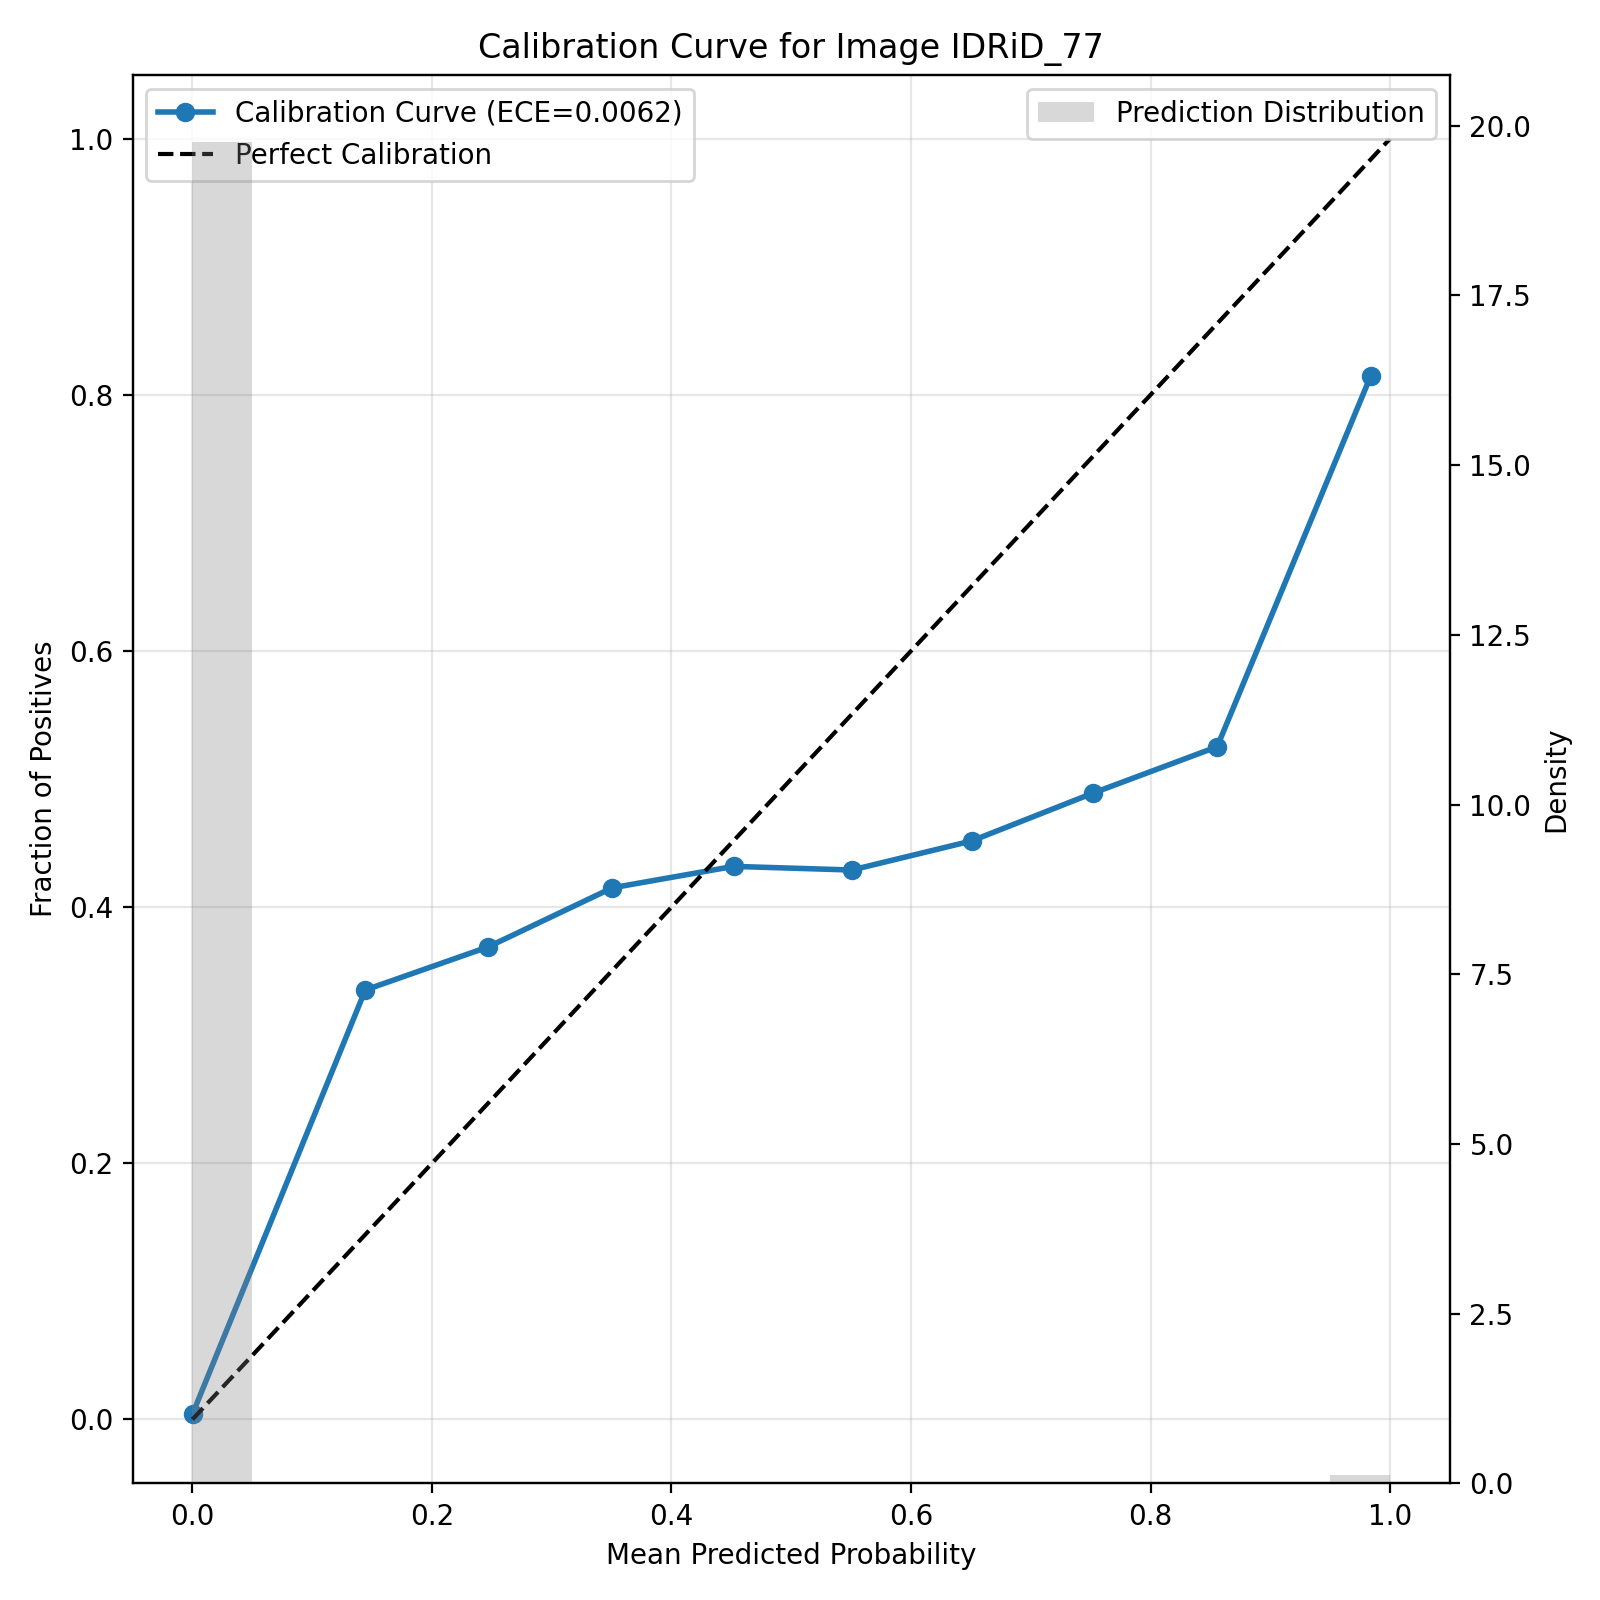 Calibration Curve for Image IDRiD_77
Calibration Curve (ECE=0.0062)
Perfect Calibration
Prediction Distribution
Fraction of Positives
1.0
0.8
0.6
0.4
0.2
0.0
20.0
17.5
15.0
12.5
10.0
7.5
5.0
2.5
0.0
Density
0.0 0.2 0.4 0.6 0.8 1.0
Mean Predicted Probability